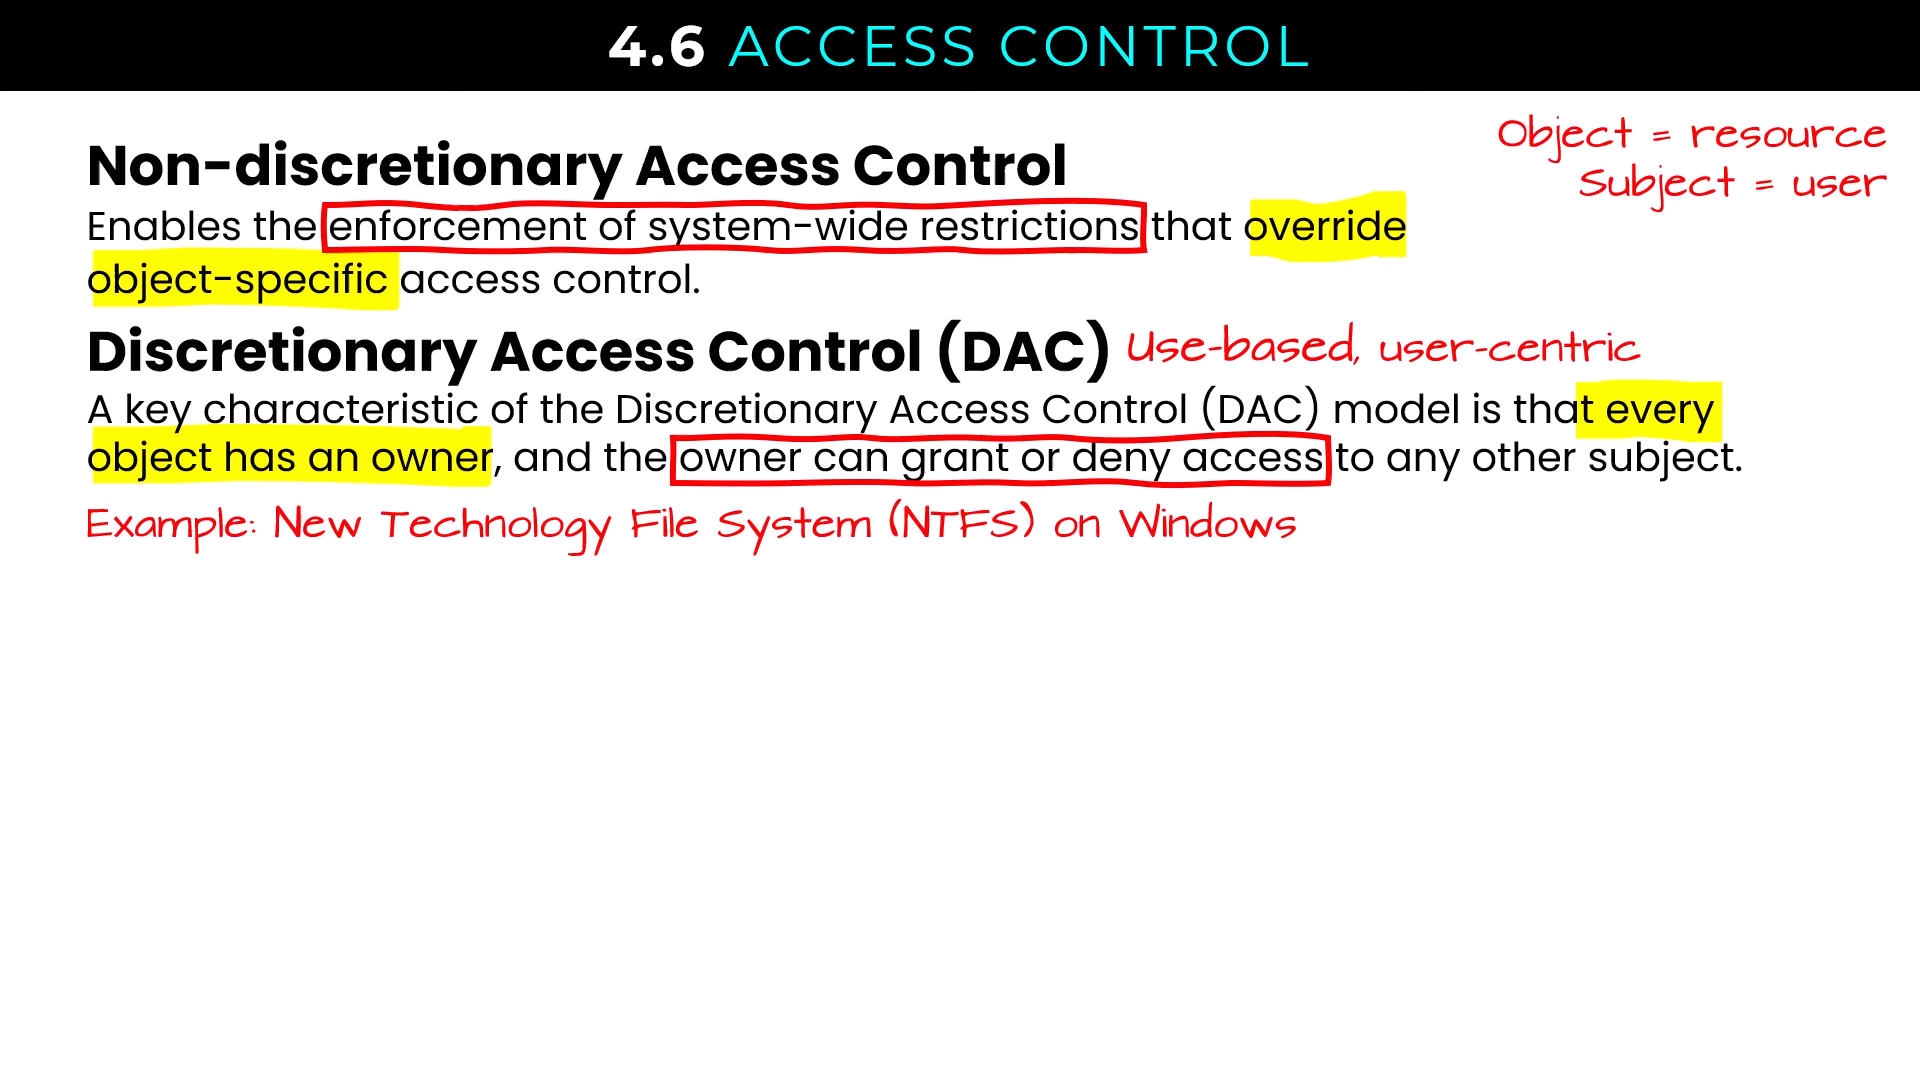 4.6 ACCESS CONTROL
Object = resource
Subject = user
Non-discretionary Access Control
Enables the enforcement of system-wide restrictions that override
object-specific access control.
Discretionary Access Control (DAC) Use-based, user-centric
A key characteristic of the Discretionary Access Control (DAC) model is that every
object has an owner, and the owner can grant or deny access to any other subject.
Example: New Technology File System (NTFS) on Windows